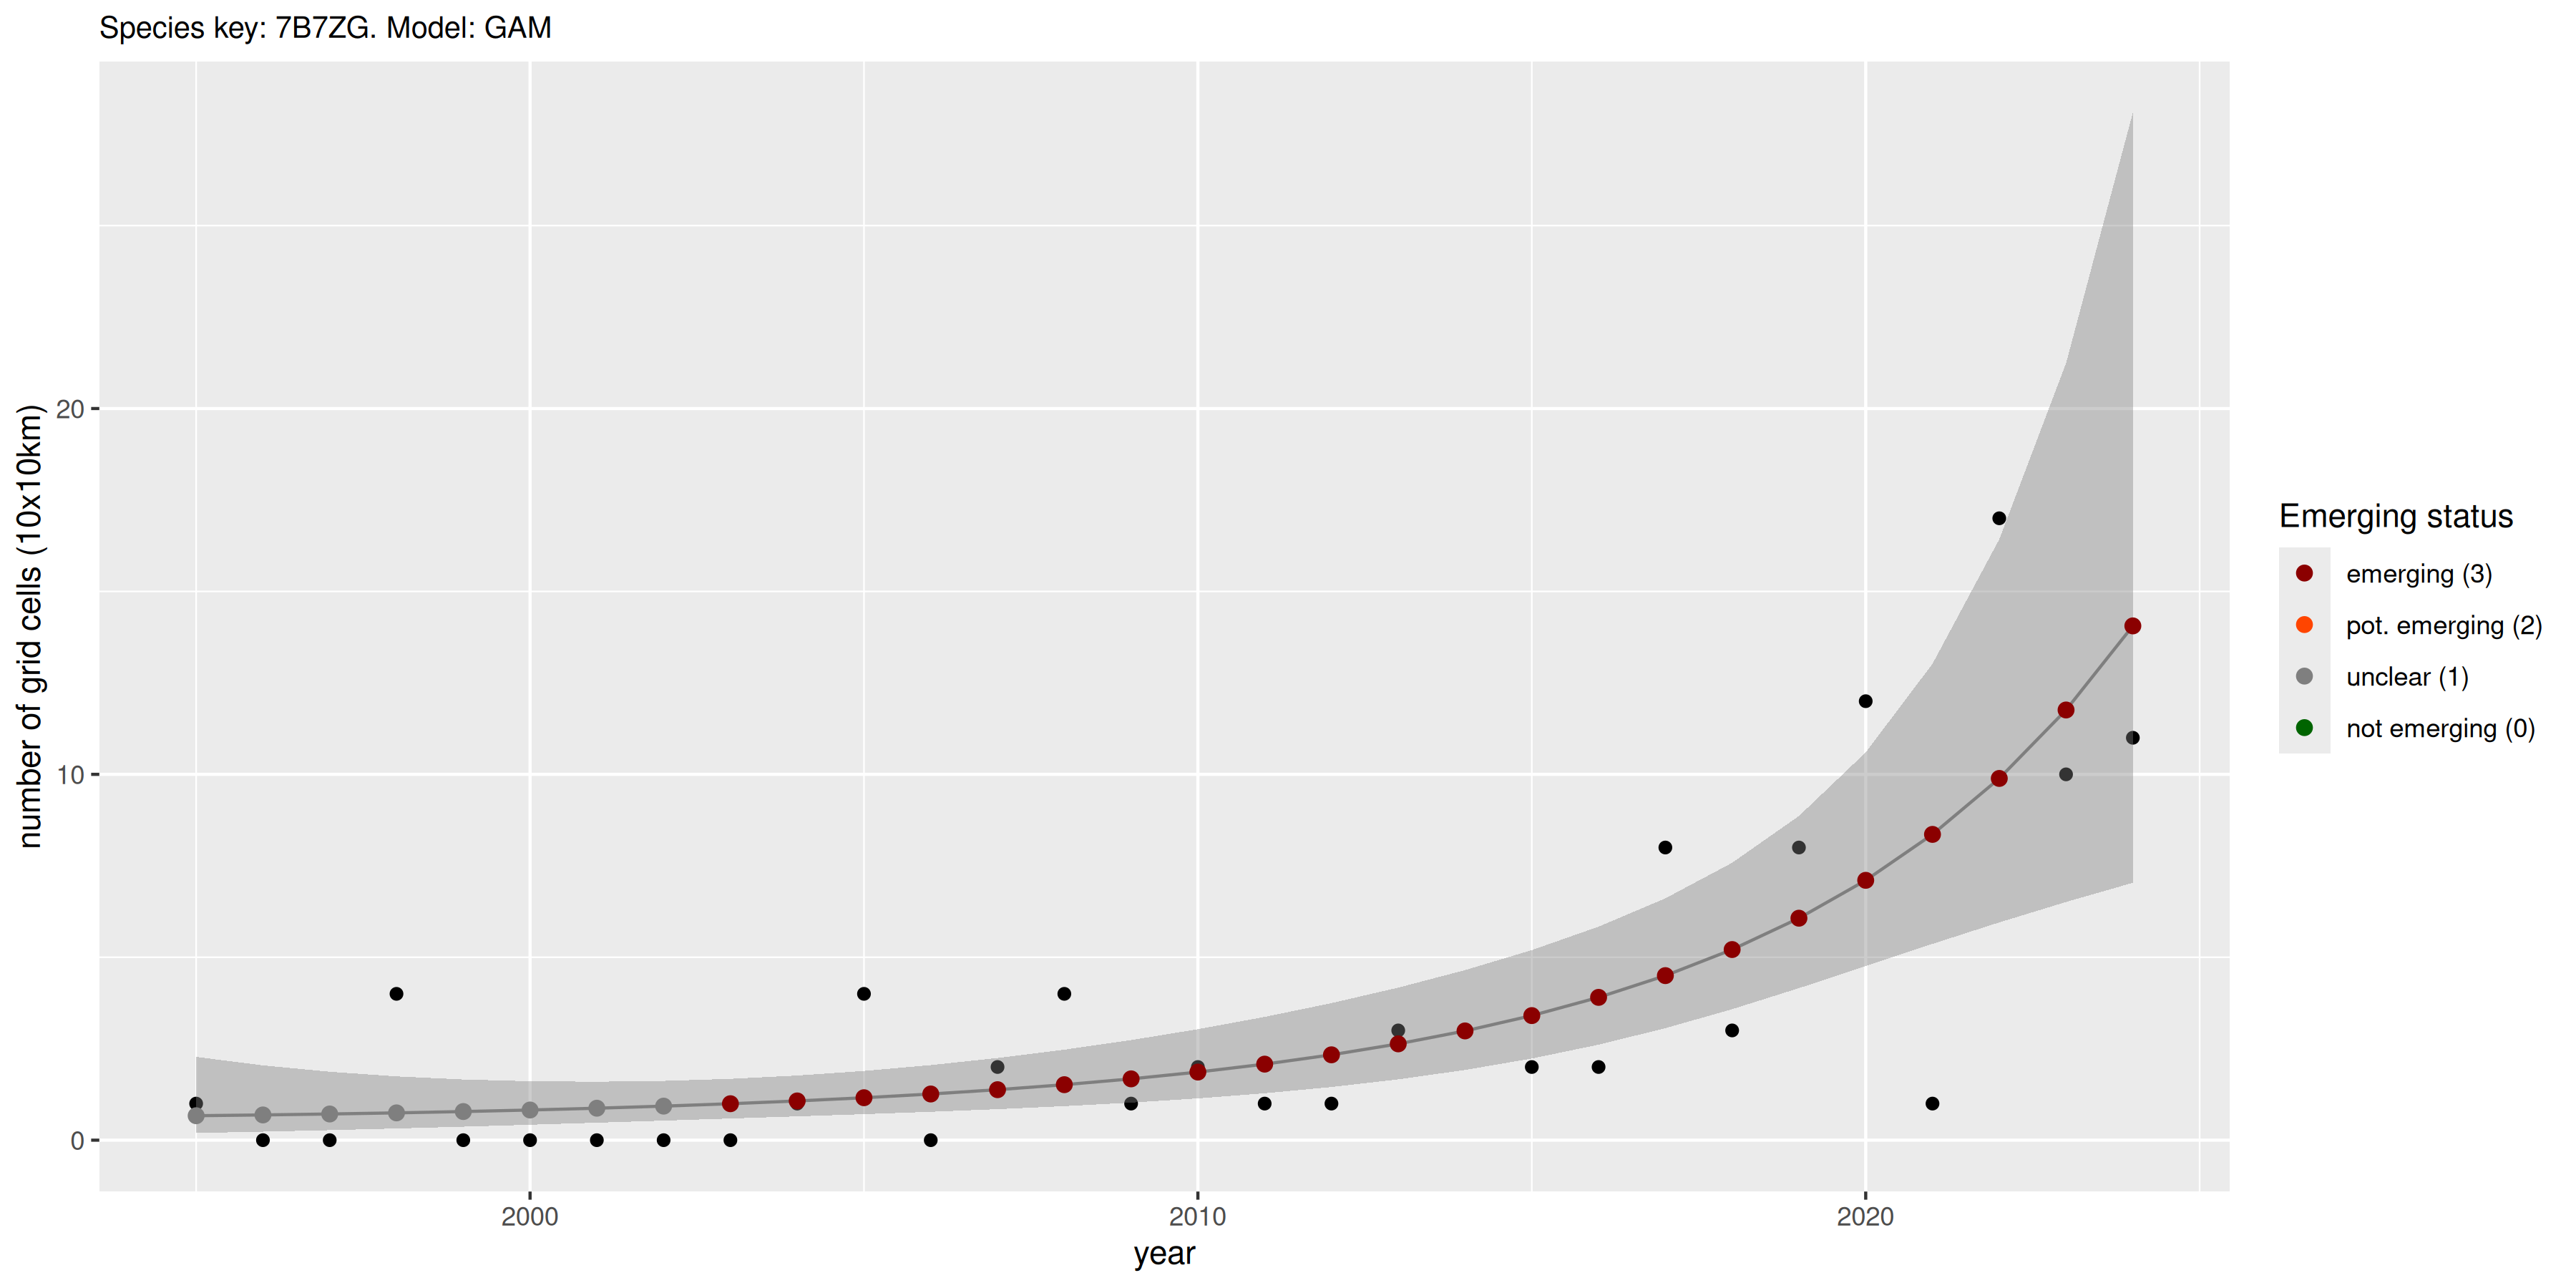 Species key: 7B7ZG. Model: GAM
number of grid cells (10x10km)
20
10
0
2000
2010
2020
year
Emerging status
emerging (3)
pot. emerging (2)
unclear (1)
not emerging (0)